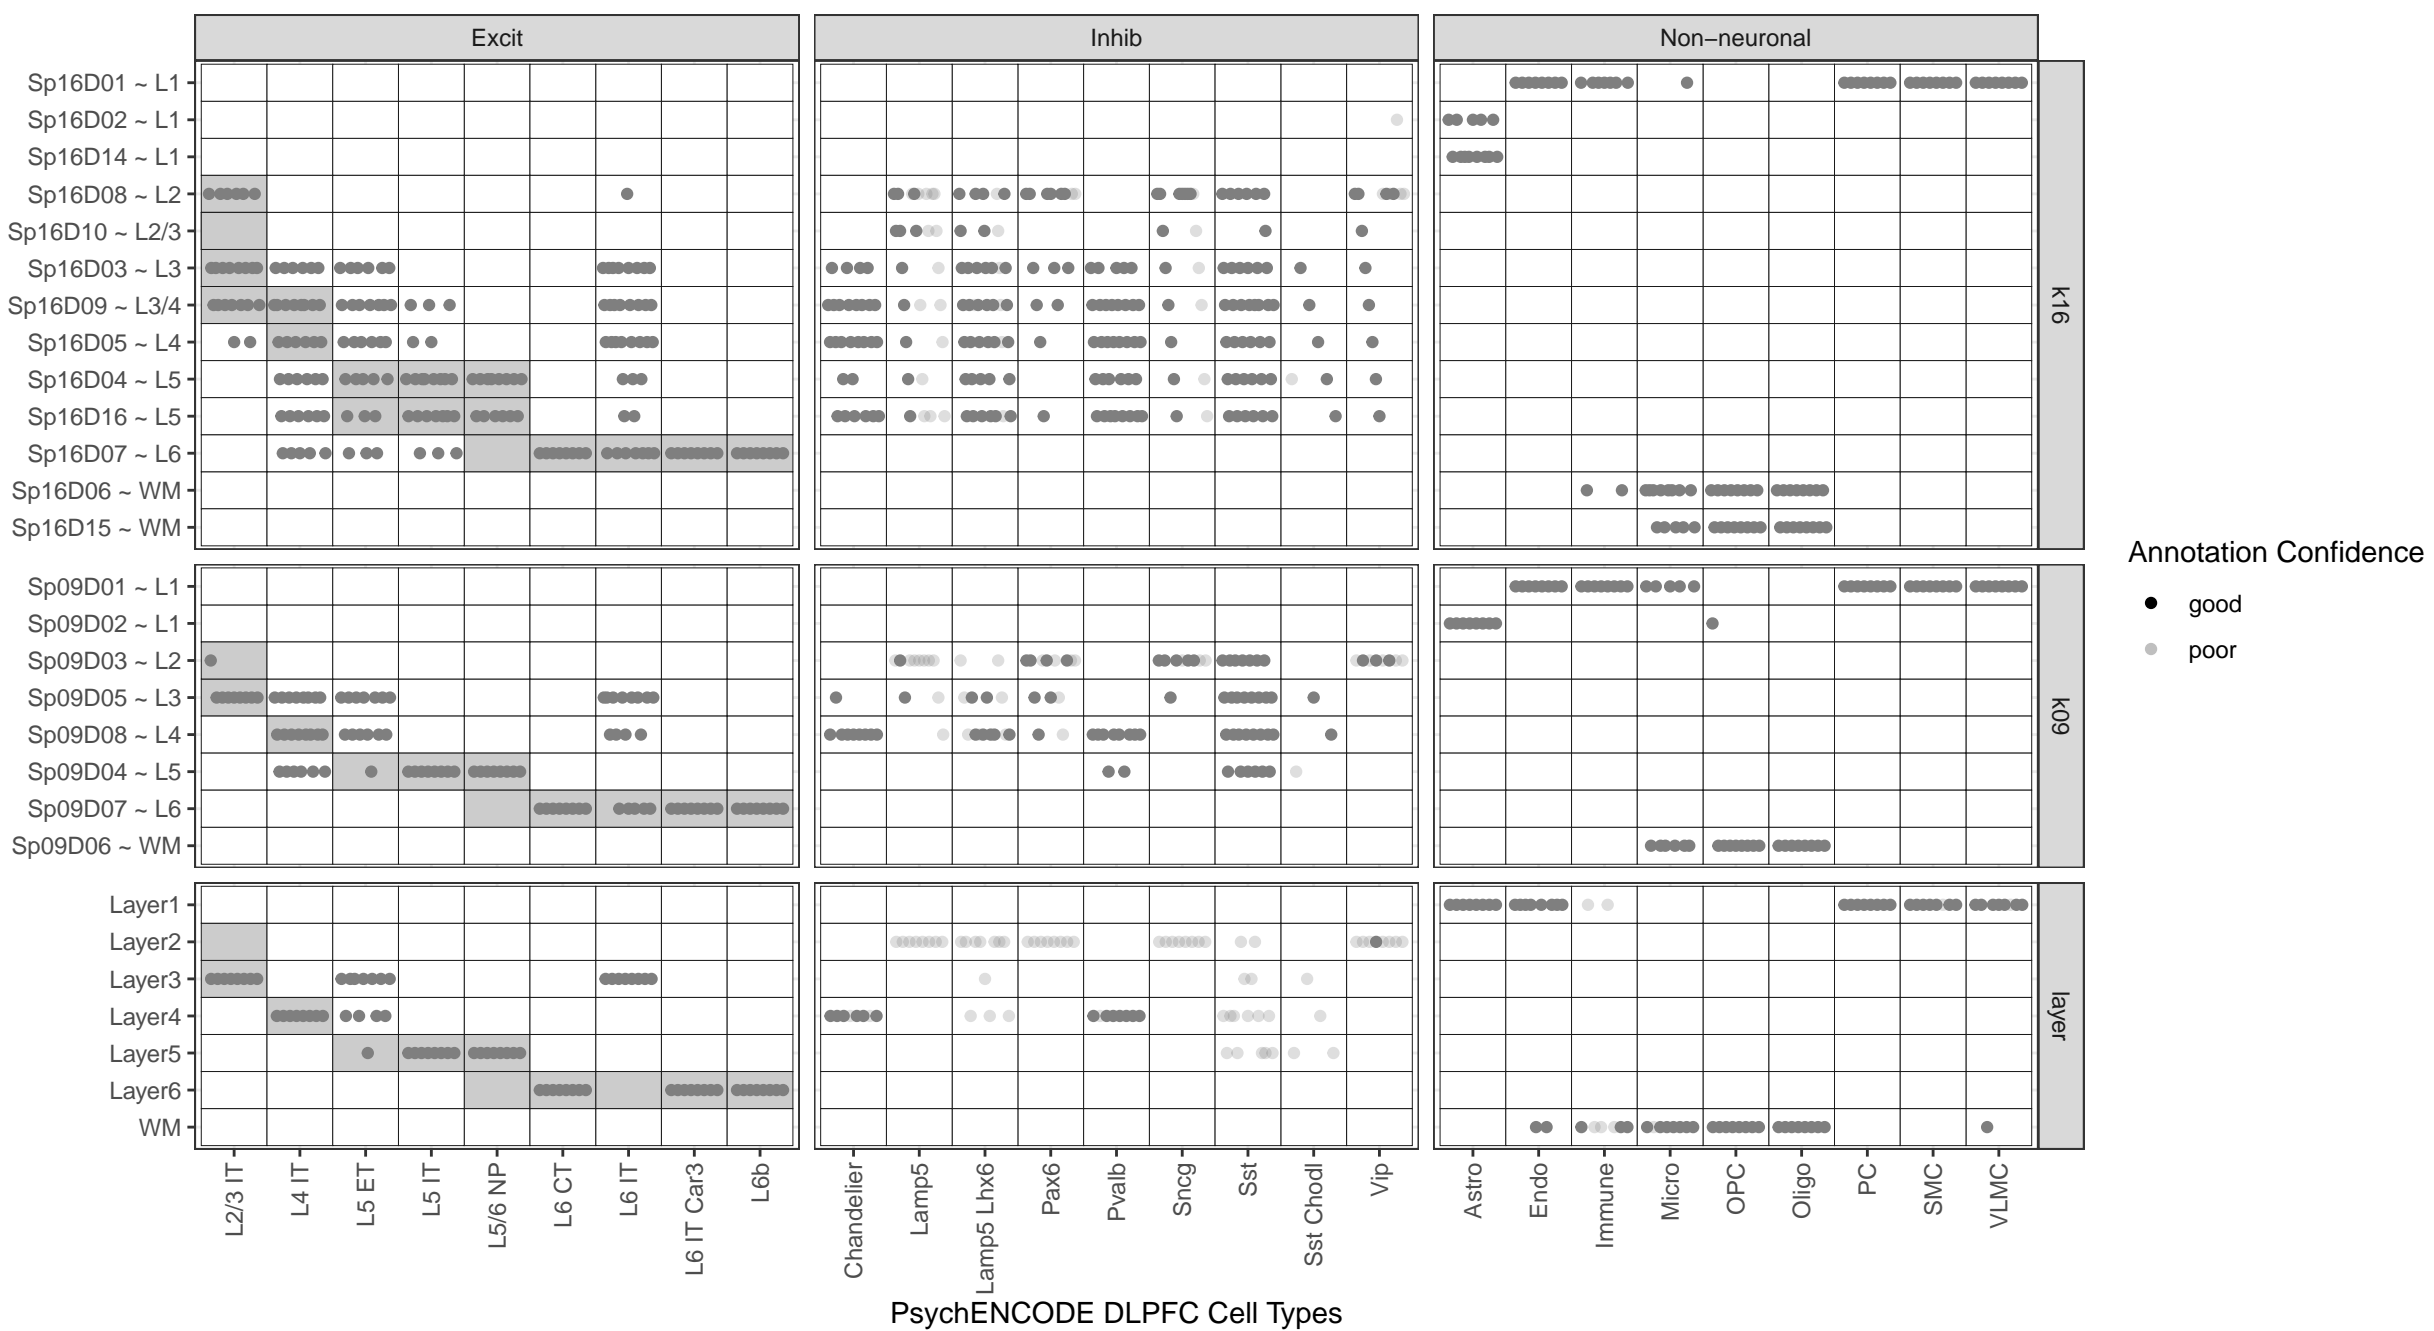 Excit
Inhib
Non−neuronal
Sp16D01 ~ L1
Sp16D02 ~ L1
Sp16D14 ~ L1
Sp16D08 ~ L2
Sp16D10 ~ L2/3
Sp16D03 ~ L3
Sp16D09 ~ L3/4
Sp16D05 ~ L4
Sp16D04 ~ L5
Sp16D16 ~ L5
Sp16D07 ~ L6
Sp16D06 ~ WM
Sp16D15 ~ WM
k16
Sp09D01 ~ L1
Sp09D02 ~ L1
Sp09D03 ~ L2
Sp09D05 ~ L3
Sp09D08 ~ L4
Sp09D04 ~ L5
Sp09D07 ~ L6
Sp09D06 ~ WM
k09
Layer1
Layer2
Layer3
Layer4
Layer5
Layer6
WM
layer
L2/3 IT
L4 IT
L5 ET
L5 IT
L5/6 NP
L6 CT
L6 IT
L6 IT Car3
L6b
Chandelier
Lamp5
Lamp5 Lhx6
Pax6
Pvalb
Sncg
Sst
Sst Chodl
Vip
Astro
Endo
Immune
Micro
OPC
Oligo
PC
SMC
VLMC
PsychENCODE DLPFC Cell Types
Annotation Confidence
good
poor